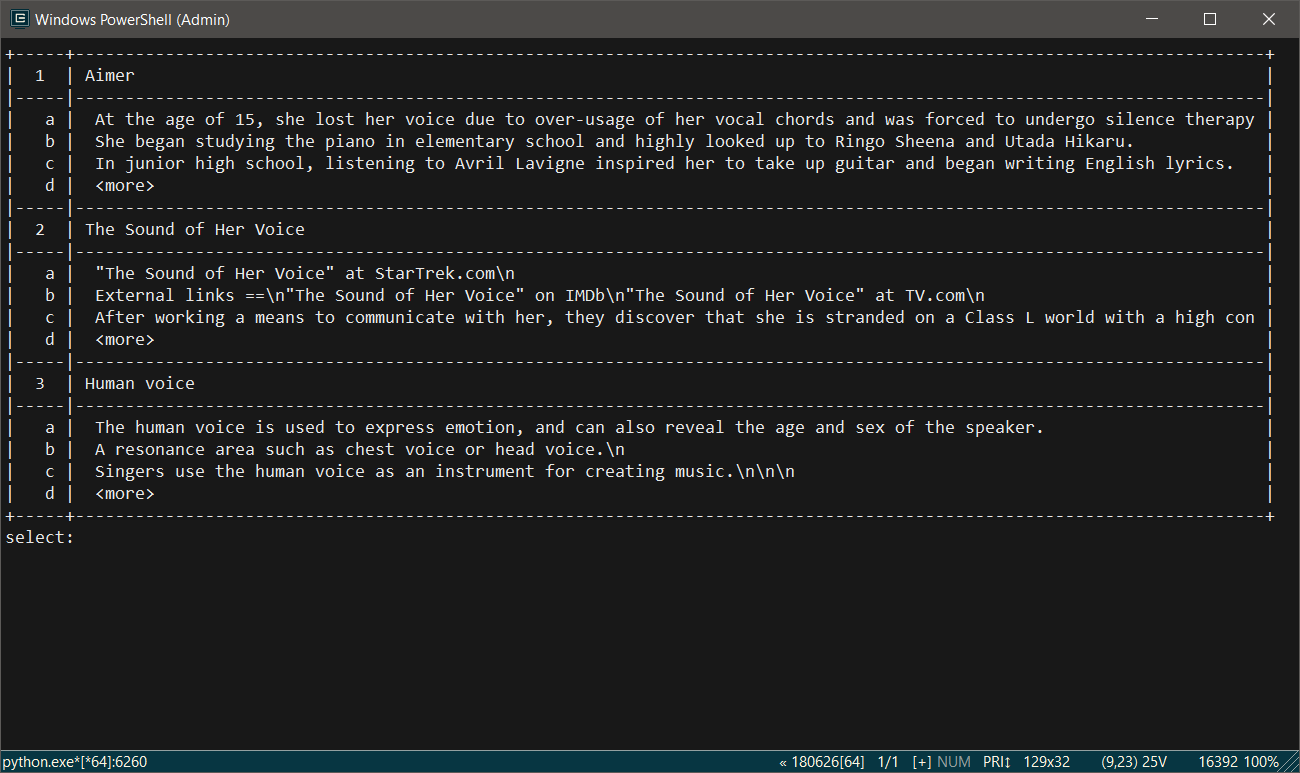 Windows PowerShell (Admin)
+-----+-----------------------------------------------------------------------------------------------------------------------+
|  1  | Aimer                                                                                                                 |
|-----|-----------------------------------------------------------------------------------------------------------------------|
|   a |  At the age of 15, she lost her voice due to over-usage of her vocal chords and was forced to undergo silence therapy |
|   b |  She began studying the piano in elementary school and highly looked up to Ringo Sheena and Utada Hikaru.             |
|   c |  In junior high school, listening to Avril Lavigne inspired her to take up guitar and began writing English lyrics.   |
|   d |  <more>                                                                                                               |
|-----|-----------------------------------------------------------------------------------------------------------------------|
|  2  | The Sound of Her Voice                                                                                                |
|-----|-----------------------------------------------------------------------------------------------------------------------|
|   a |  "The Sound of Her Voice" at StarTrek.com\n                                                                           |
|   b |  External links ==\n"The Sound of Her Voice" on IMDb\n"The Sound of Her Voice" at TV.com\n                            |
|   c |  After working a means to communicate with her, they discover that she is stranded on a Class L world with a high con |
|   d |  <more>                                                                                                               |
|-----|-----------------------------------------------------------------------------------------------------------------------|
|  3  | Human voice                                                                                                           |
|-----|-----------------------------------------------------------------------------------------------------------------------|
|   a |  The human voice is used to express emotion, and can also reveal the age and sex of the speaker.                      |
|   b |  A resonance area such as chest voice or head voice.\n                                                                |
|   c |  Singers use the human voice as an instrument for creating music.\n\n\n                                               |
|   d |  <more>                                                                                                               |
+-----+-----------------------------------------------------------------------------------------------------------------------+
select:
python.exe*[*64]:6260 « 180626[64] 1/1 [+] NUM PRI↕ 129x32 (9,23) 25V 16392 100%